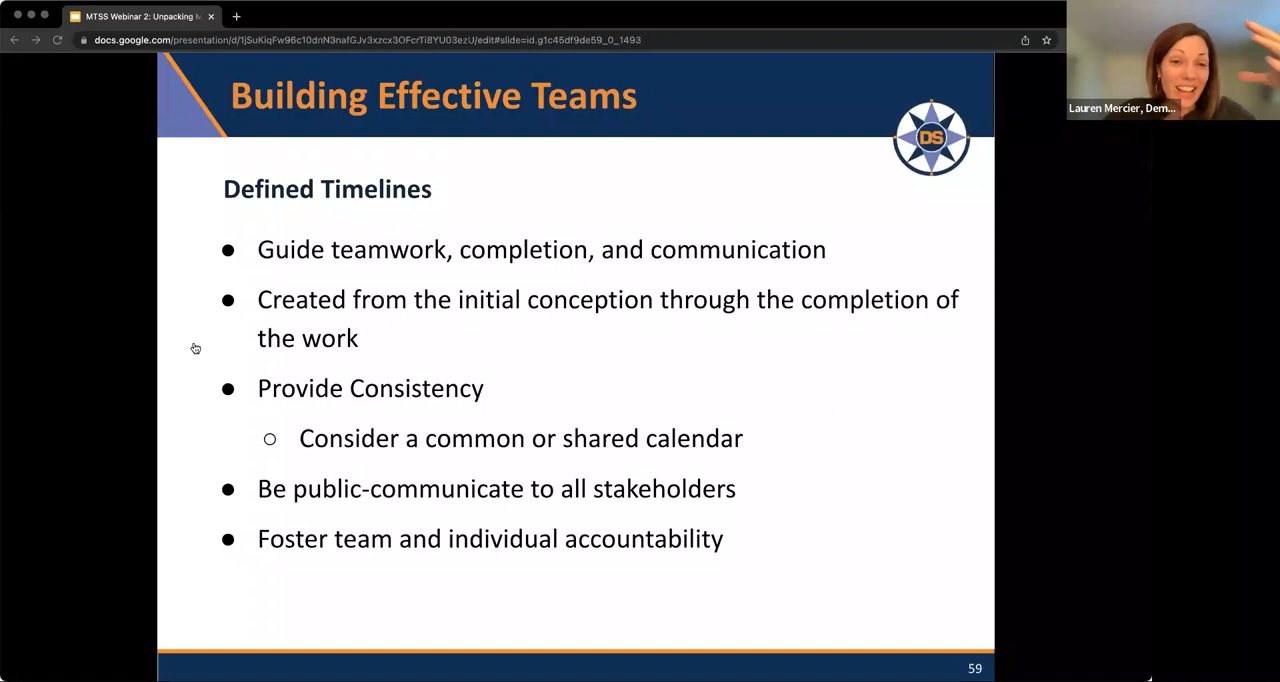 MTSS Webinar 2: Unpacking M
docs.google.com/presentation/d/1jSuKiqFw96c10dnN3nafGJv3xzcx3OFcrTi8YU03ezU/edit#slide=id.g1c45df9de59_0_1493
Lauren Mercier, Dem...
Building Effective Teams
DS
Defined Timelines
● Guide teamwork, completion, and communication
● Created from the initial conception through the completion of
the work
● Provide Consistency
○ Consider a common or shared calendar
● Be public-communicate to all stakeholders
● Foster team and individual accountability
59